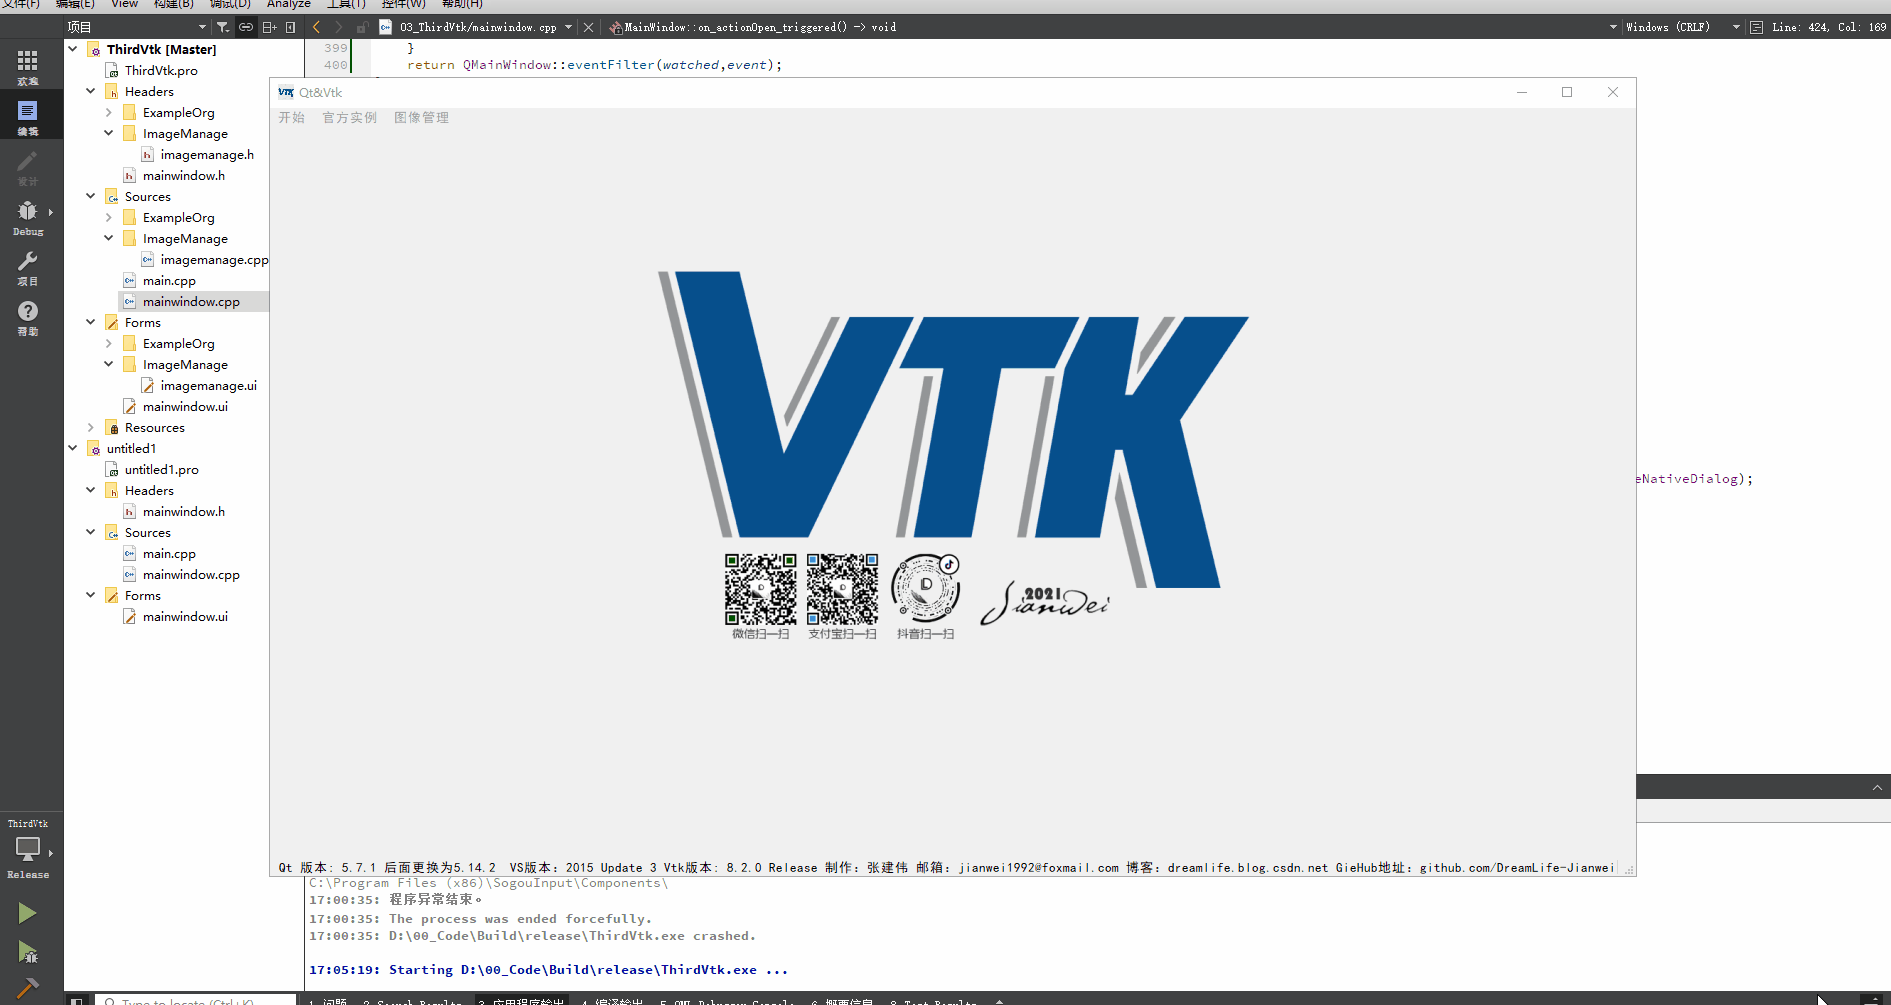 文件(F) 编辑(E) View 构建(B) 调试(D) Analyze 工具(T) 控件(W) 帮助(H)
项目
03_ThirdVtk/mainwindow.cpp
MainWindow::on_actionOpen_triggered() -> void
Windows (CRLF)
Line: 424, Col: 169
欢迎
编辑
设计
Debug
项目
帮助
ThirdVtk
Release
ThirdVtk [Master]
ThirdVtk.pro
Headers
ExampleOrg
ImageManage
imagemanage.h
mainwindow.h
Sources
ExampleOrg
ImageManage
imagemanage.cpp
main.cpp
mainwindow.cpp
Forms
ExampleOrg
ImageManage
imagemanage.ui
mainwindow.ui
Resources
untitled1
untitled1.pro
Headers
mainwindow.h
Sources
main.cpp
mainwindow.cpp
Forms
mainwindow.ui
399 }
400 return QMainWindow::eventFilter(watched,event);
eNativeDialog);
VTK Qt&Vtk
开始 官方实例 图像管理
VTK
微信扫一扫 支付宝扫一扫 抖音扫一扫
2021
Jianwei
Qt 版本: 5.7.1 后面更换为5.14.2 VS版本: 2015 Update 3 Vtk版本: 8.2.0 Release 制作: 张建伟 邮箱: jianwei1992@foxmail.com 博客: dreamlife.blog.csdn.net GieHub地址: github.com/DreamLife-Jianwei
C:\Program Files (x86)\SogouInput\Components\
17:00:35: 程序异常结束。
17:00:35: The process was ended forcefully.
17:00:35: D:\00_Code\Build\release\ThirdVtk.exe crashed.
17:05:19: Starting D:\00_Code\Build\release\ThirdVtk.exe ...
Type to locate (Ctrl+K)
1 问题 2 Search Results 3 应用程序输出 4 编译输出 5 QML Debugger Console 6 概要信息 8 Test Results